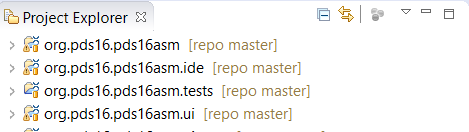 Project Explorer
org.pds16.pds16asm [repo master]
org.pds16.pds16asm.ide [repo master]
org.pds16.pds16asm.tests [repo master]
org.pds16.pds16asm.ui [repo master]